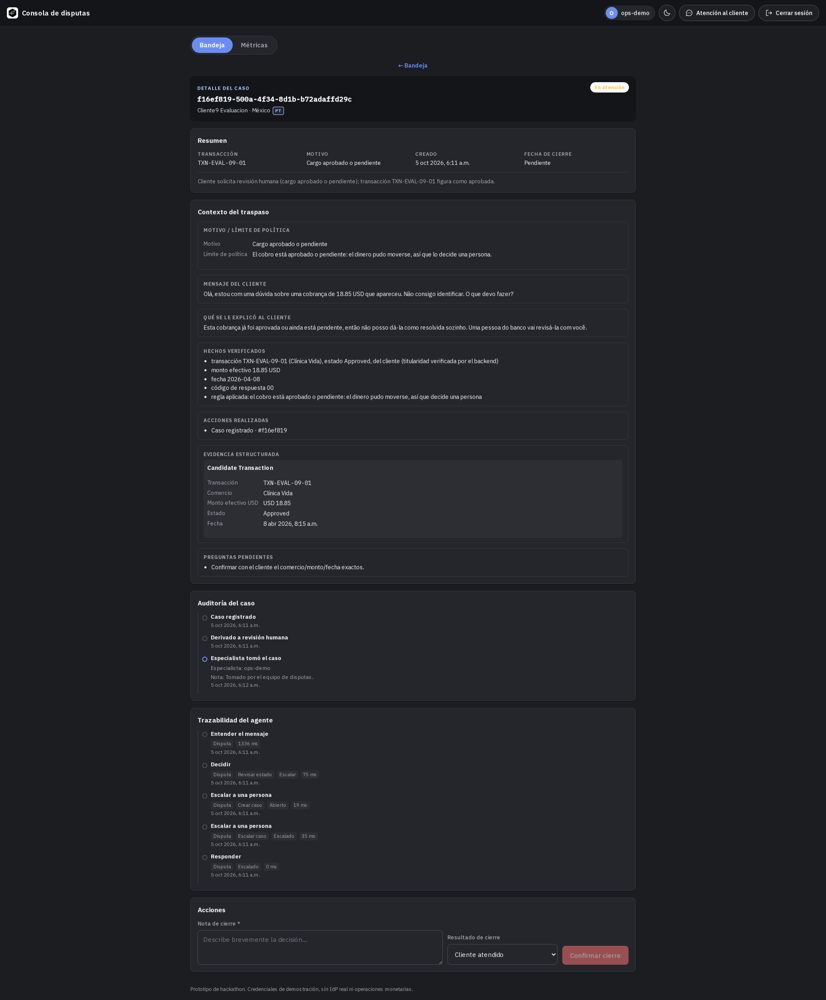 Consola de disputas
O ops-demo
Atención al cliente
Cerrar sesión
Bandeja Métricas
← Bandeja
DETALLE DEL CASO
En atención
f16ef819-500a-4f34-8d1b-b72adaffd29c
Cliente9 Evaluacion · México PT
Resumen
TRANSACCIÓN MOTIVO CREADO FECHA DE CIERRE
TXN-EVAL-09-01 Cargo aprobado o pendiente 5 oct 2026, 6:11 a.m. Pendiente
Cliente solicita revisión humana (cargo aprobado o pendiente); transacción TXN-EVAL-09-01 figura como aprobada.
Contexto del traspaso
MOTIVO / LÍMITE DE POLÍTICA
Motivo Cargo aprobado o pendiente
Límite de política El cobro está aprobado o pendiente: el dinero pudo moverse, así que lo decide una persona.
MENSAJE DEL CLIENTE
Olá, estou com uma dúvida sobre uma cobrança de 18.85 USD que apareceu. Não consigo identificar. O que devo fazer?
QUÉ SE LE EXPLICÓ AL CLIENTE
Esta cobrança já foi aprovada ou ainda está pendente, então não posso dá-la como resolvida sozinho. Uma pessoa do banco vai revisá-la com você.
HECHOS VERIFICADOS
• transacción TXN-EVAL-09-01 (Clínica Vida), estado Approved, del cliente (titularidad verificada por el backend)
• monto efectivo 18.85 USD
• fecha 2026-04-08
• código de respuesta 00
• regla aplicada: el cobro está aprobado o pendiente: el dinero pudo moverse, así que decide una persona
ACCIONES REALIZADAS
• Caso registrado · #f16ef819
EVIDENCIA ESTRUCTURADA
Candidate Transaction
Transacción TXN-EVAL-09-01
Comercio Clínica Vida
Monto efectivo USD USD 18.85
Estado Approved
Fecha 8 abr 2026, 8:15 a.m.
PREGUNTAS PENDIENTES
• Confirmar con el cliente el comercio/monto/fecha exactos.
Auditoría del caso
Caso registrado
5 oct 2026, 6:11 a.m.
Derivado a revisión humana
5 oct 2026, 6:11 a.m.
Especialista tomó el caso
Especialista: ops-demo
Nota: Tomado por el equipo de disputas.
5 oct 2026, 6:12 a.m.
Trazabilidad del agente
Entender el mensaje
Disputa 1336 ms
5 oct 2026, 6:11 a.m.
Decidir
Disputa Revisar estado Escalar 75 ms
5 oct 2026, 6:11 a.m.
Escalar a una persona
Disputa Crear caso Abierto 19 ms
5 oct 2026, 6:11 a.m.
Escalar a una persona
Disputa Escalar caso Escalado 35 ms
5 oct 2026, 6:11 a.m.
Responder
Disputa Escalado 0 ms
5 oct 2026, 6:11 a.m.
Acciones
Nota de cierre *
Describe brevemente la decisión...
Resultado de cierre
Cliente atendido
Confirmar cierre
Prototipo de hackathon. Credenciales de demostración, sin IdP real ni operaciones monetarias.